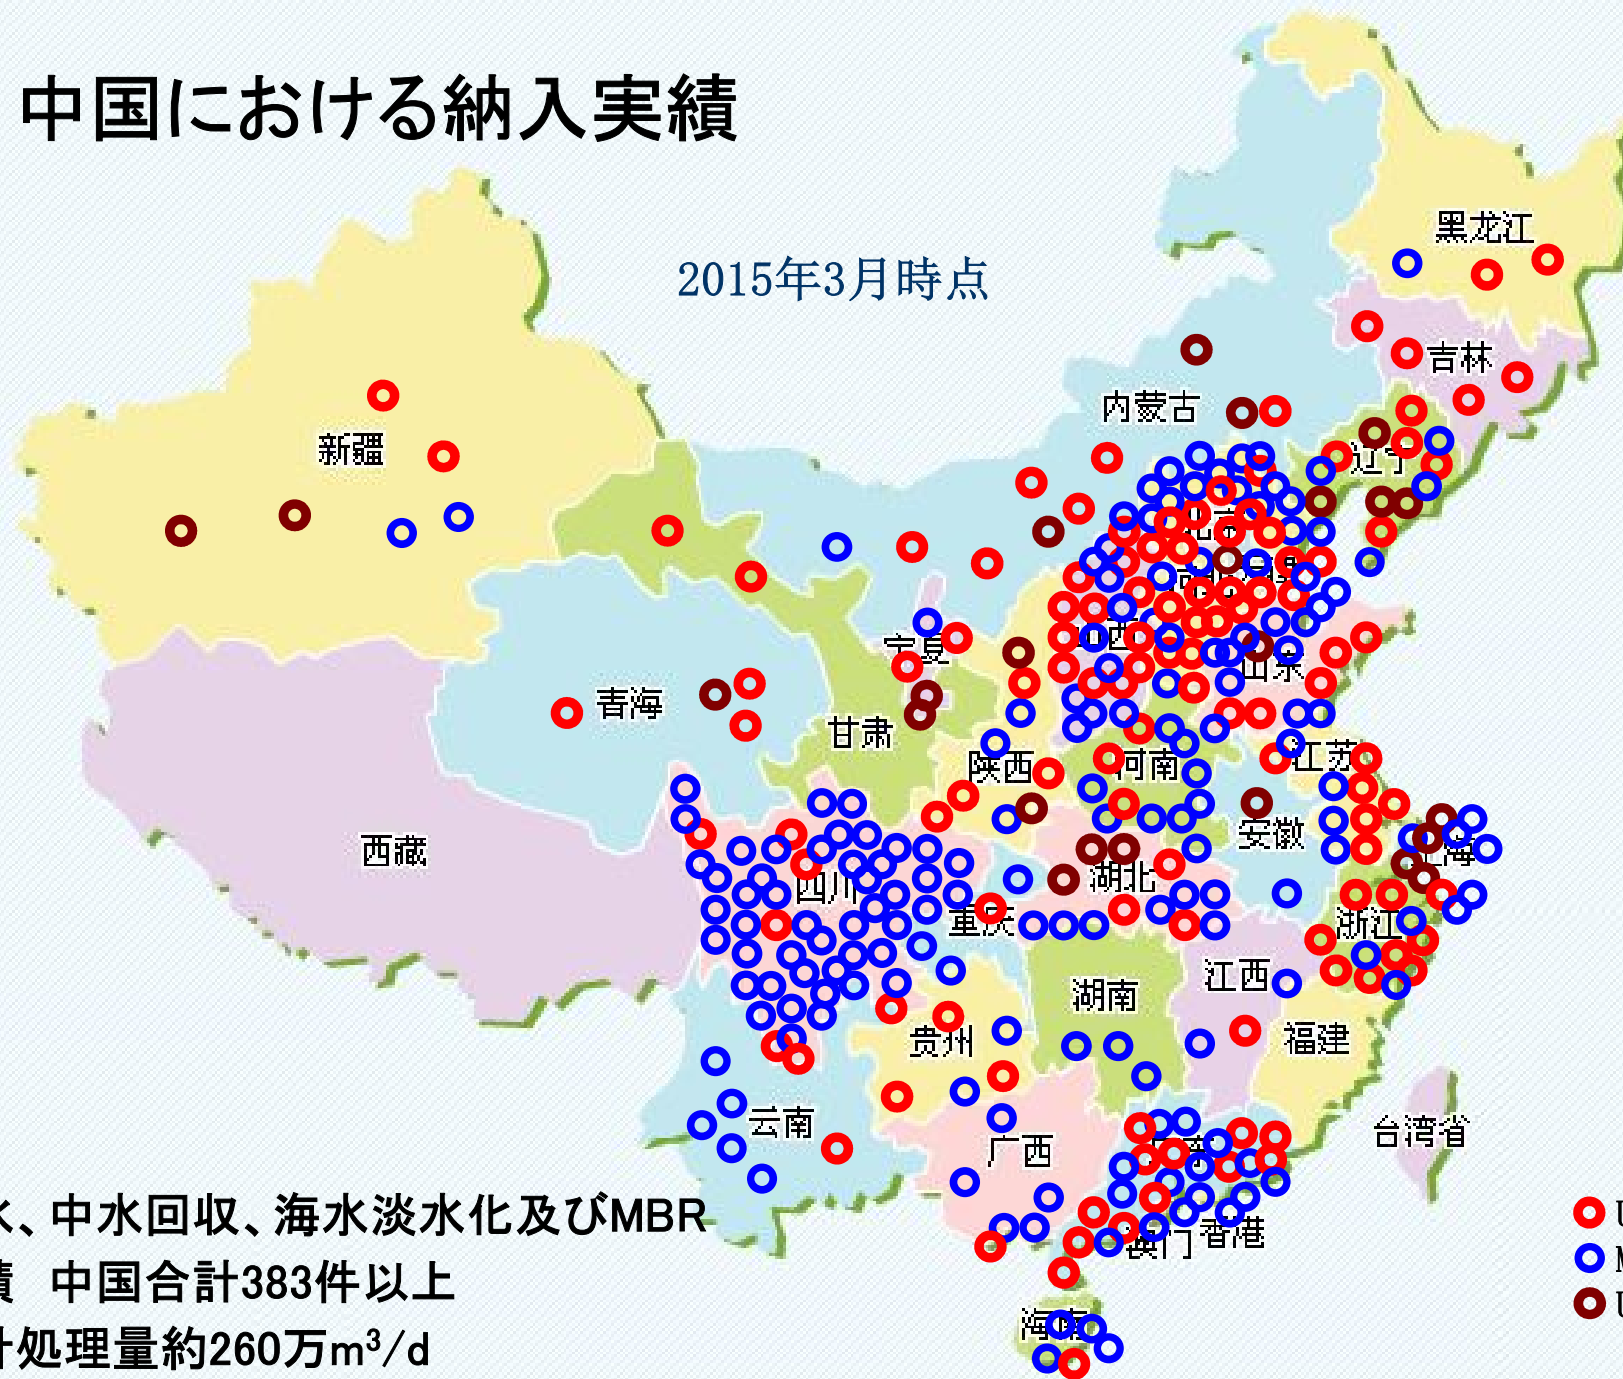 中国における納入実績
2015年3月時点
黑龙江
吉林
内蒙古
新疆
辽宁
宁夏
山东
青海
甘肃
陕西
河南
江苏
安徽
西藏
四川
湖北
上海
重庆
浙江
江西
湖南
福建
贵州
云南
台湾省
广西
香港
澳门
海南
、中水回収、海水淡水化及びMBR
中国合計383件以上
処理量約260万m³/d